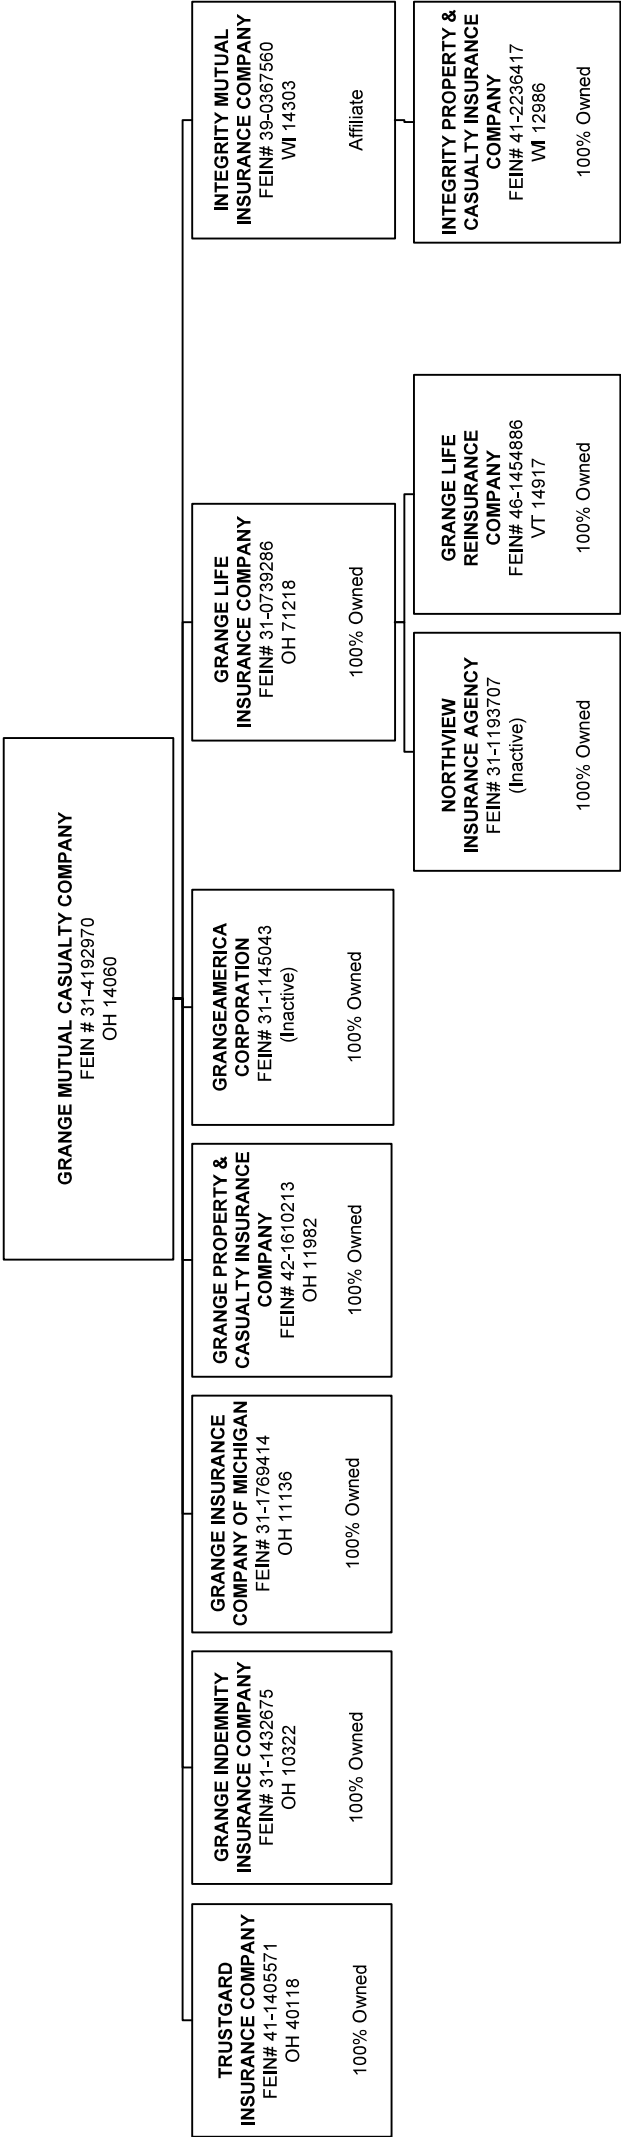 GRANGE MUTUAL CASUALTY COMPANY
FEIN # 31-4192970
OH 14060
TRUSTGARD
INSURANCE COMPANY
FEIN# 41-1405571
OH 40118
100% Owned
GRANGE INDEMNITY
INSURANCE COMPANY
FEIN# 31-1432675
OH 10322
100% Owned
GRANGE INSURANCE
COMPANY OF MICHIGAN
FEIN# 31-1769414
OH 11136
100% Owned
GRANGE PROPERTY &
CASUALTY INSURANCE
COMPANY
FEIN# 42-1610213
OH 11982
100% Owned
GRANGEAMERICA
CORPORATION
FEIN# 31-1145043
(Inactive)
100% Owned
GRANGE LIFE
INSURANCE COMPANY
FEIN# 31-0739286
OH 71218
100% Owned
INTEGRITY MUTUAL
INSURANCE COMPANY
FEIN# 39-0367560
WI 14303
Affiliate
NORTHVIEW
INSURANCE AGENCY
FEIN# 31-1193707
(Inactive)
100% Owned
GRANGE LIFE
REINSURANCE
COMPANY
FEIN# 46-1454886
VT 14917
100% Owned
INTEGRITY PROPERTY &
CASUALTY INSURANCE
COMPANY
FEIN# 41-2236417
WI 12986
100% Owned